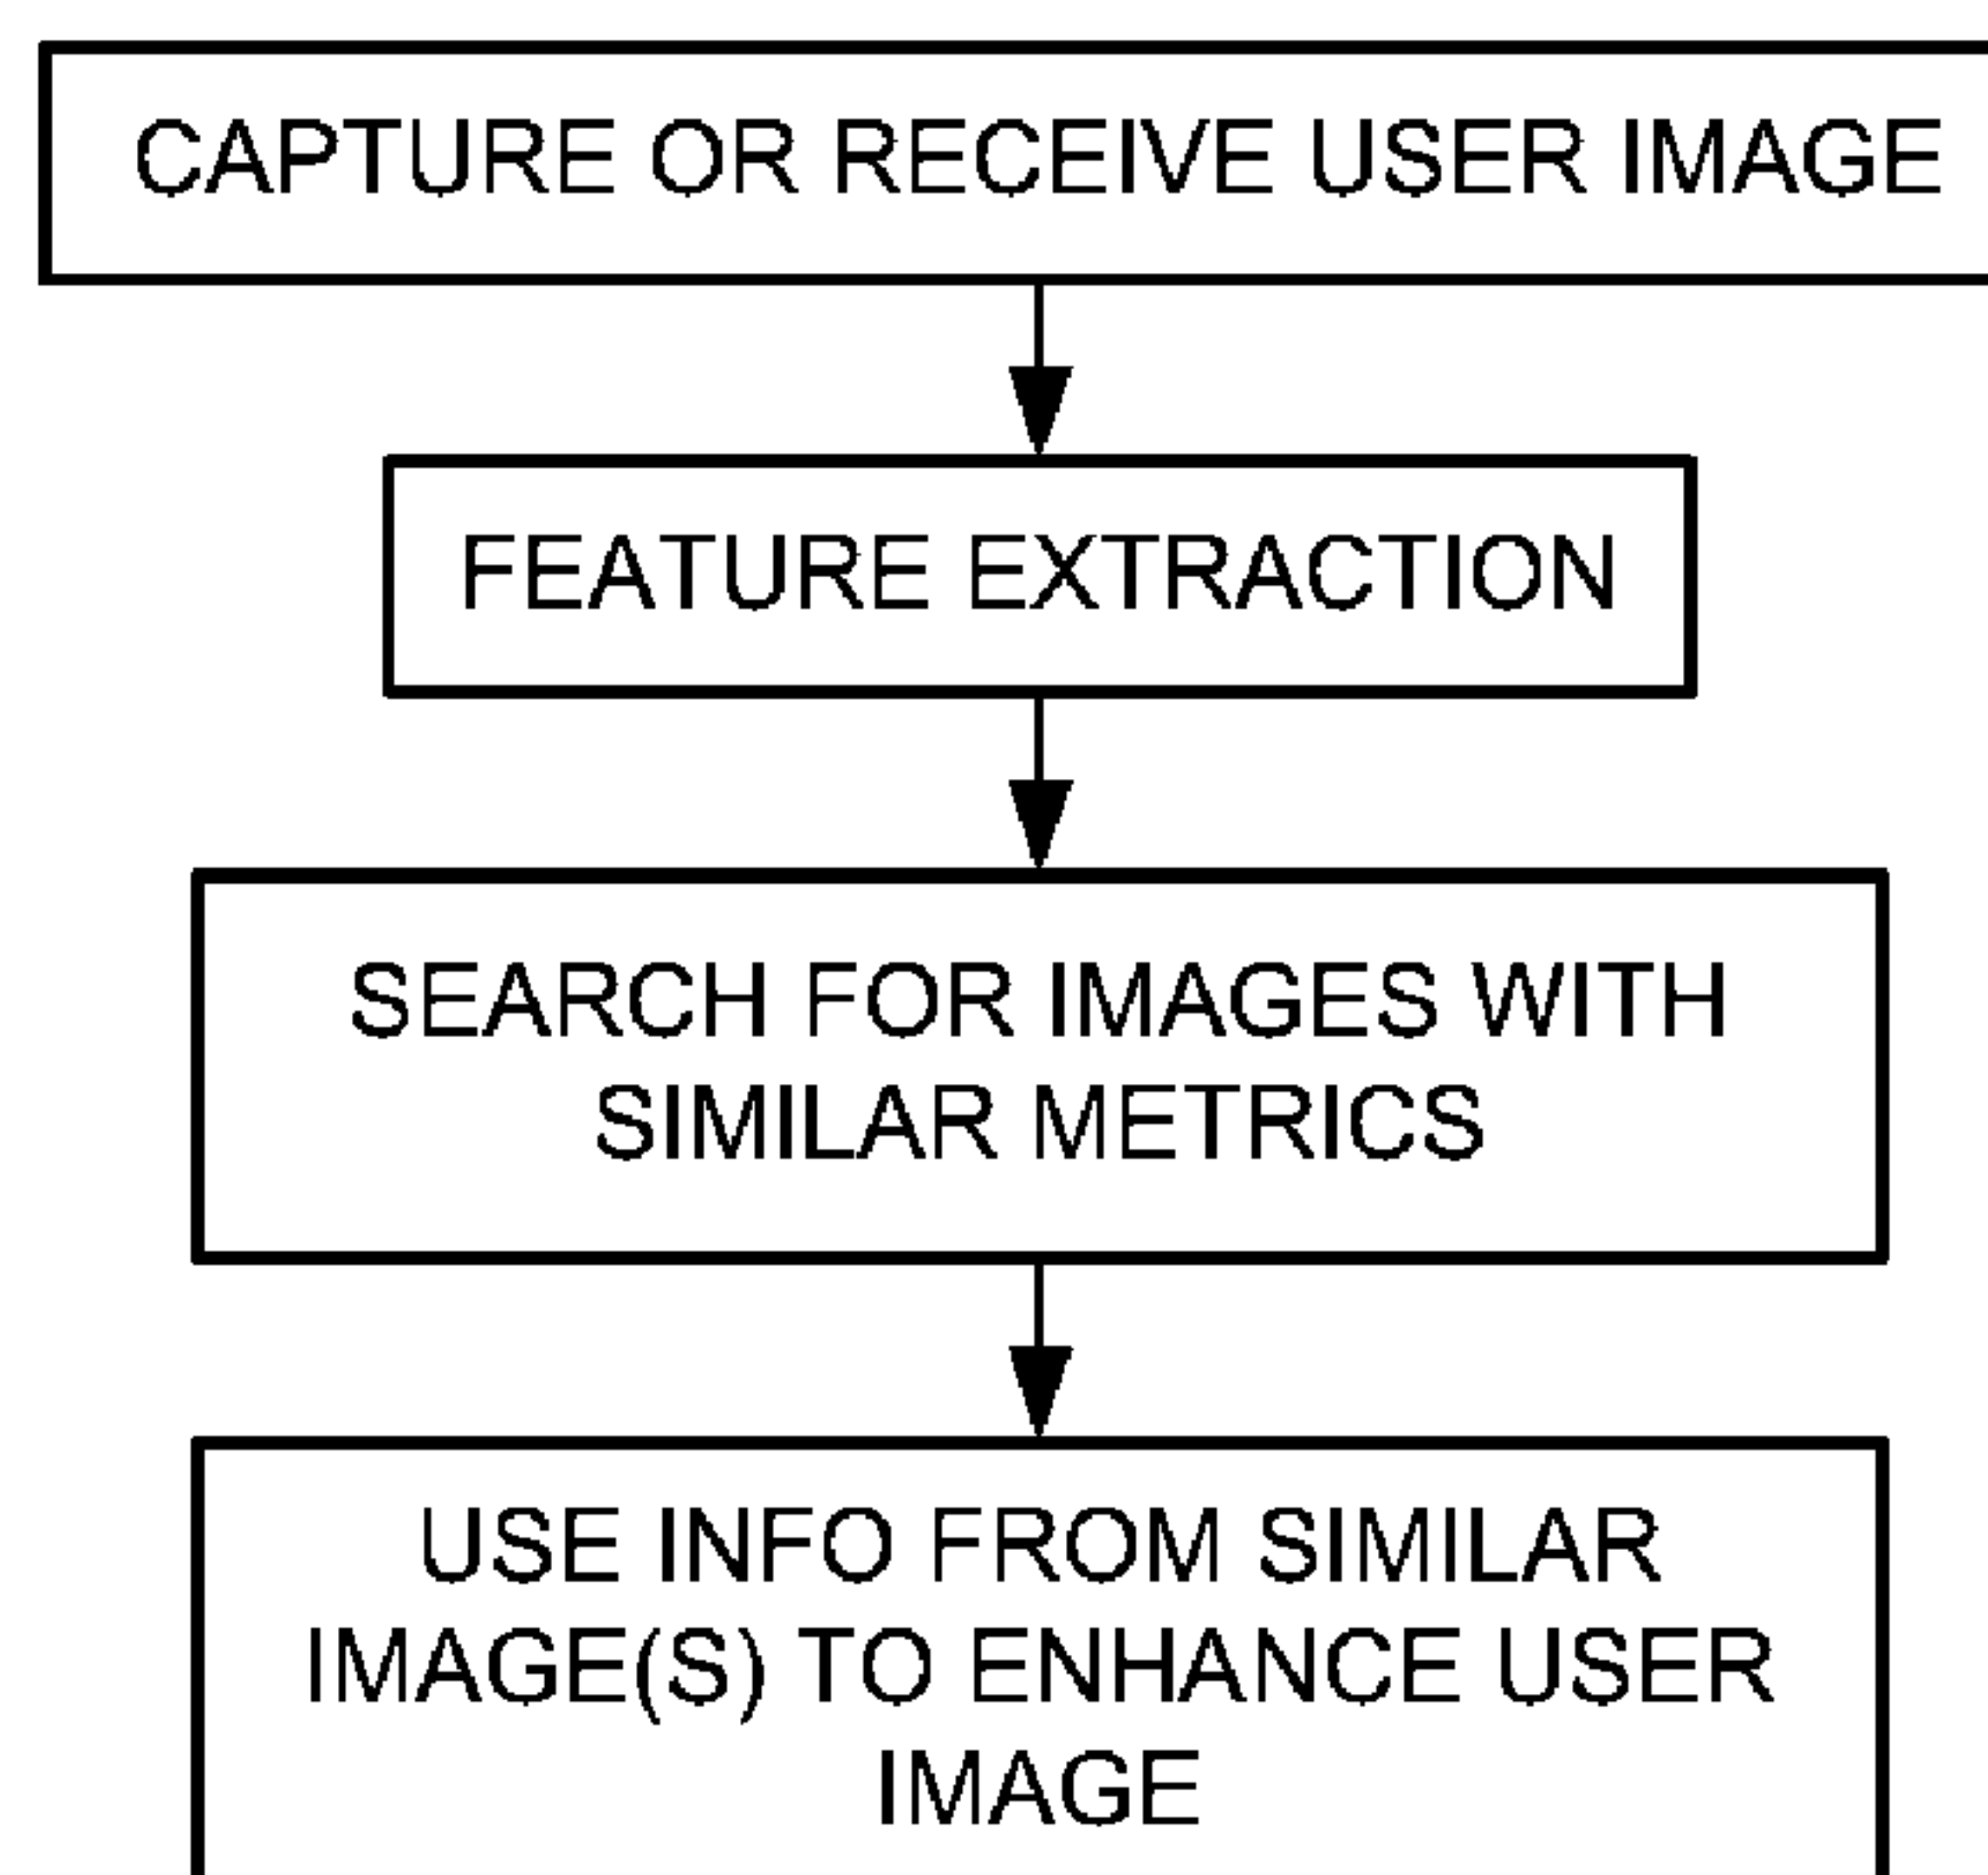 CAPTURE OR RECEIVE USER IMAGE
FEATURE EXTRACTION
SEARCH FOR IMAGES WITH
SIMILAR METRICS
USE INFO FROM SIMILAR
IMAGE(S) TO ENHANCE USER
IMAGE